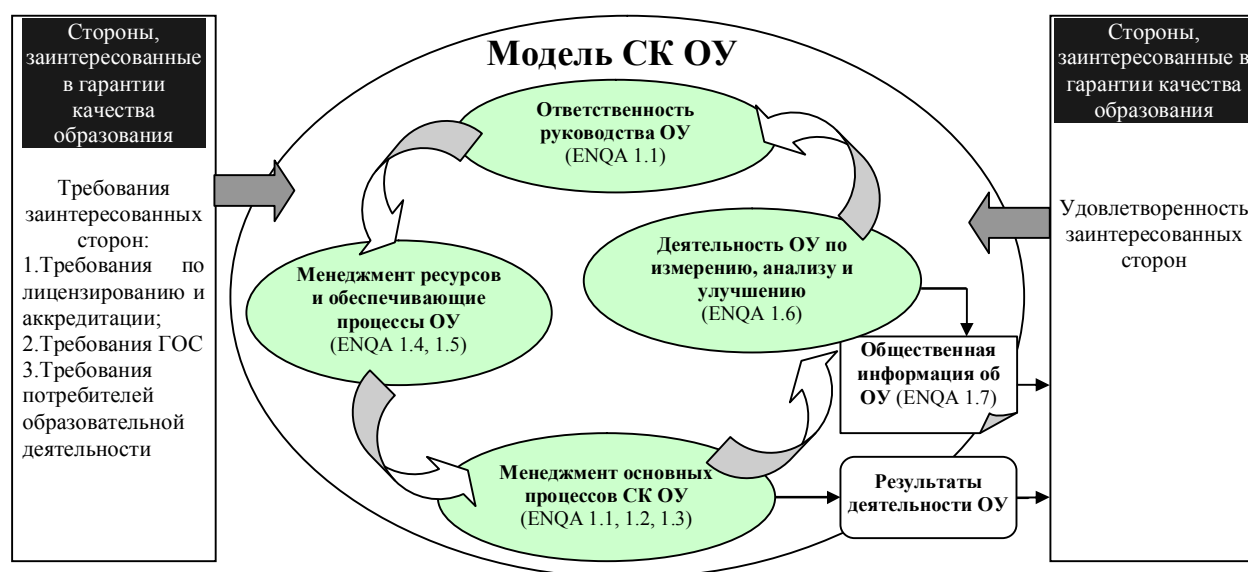 Стороны,
заинтересованные
в гарантии
качества
образования
Требования
заинтересованных
сторон:
1.Требования по
лицензированию и
аккредитации;
2.Требования ГОС
3.Требования
потребителей
образовательной
деятельности
Модель СК ОУ
Ответственность
руководства ОУ
(ENQA 1.1)
Менеджмент ресурсов
и обеспечивающие
процессы ОУ
(ENQA 1.4, 1.5)
Деятельность ОУ по
измерению, анализу и
улучшению
(ENQA 1.6)
Общественная
информация об
ОУ (ENQA 1.7)
Менеджмент основных
процессов СК ОУ
(ENQA 1.1, 1.2, 1.3)
Результаты
деятельности ОУ
Стороны,
заинтересованные в
гарантии качества
образования
Удовлетворенность
заинтересованных
сторон